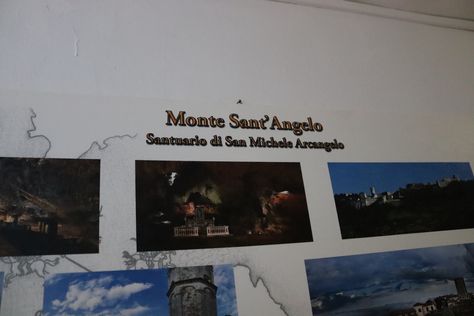 Monte Sant'Angelo
Santuario di San Michele Arcangelo